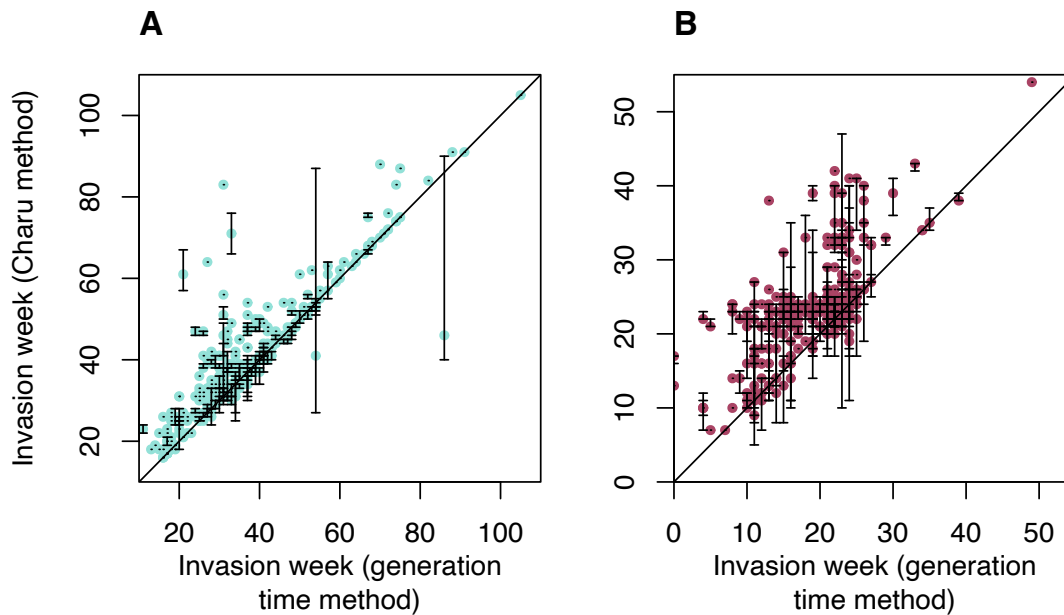 A
B
Invasion week (Charu method)
100
80
60
40
20
50
40
30
20
10
0
20 40 60 80 100
0 10 20 30 40 50
Invasion week (generation
time method)
Invasion week (generation
time method)